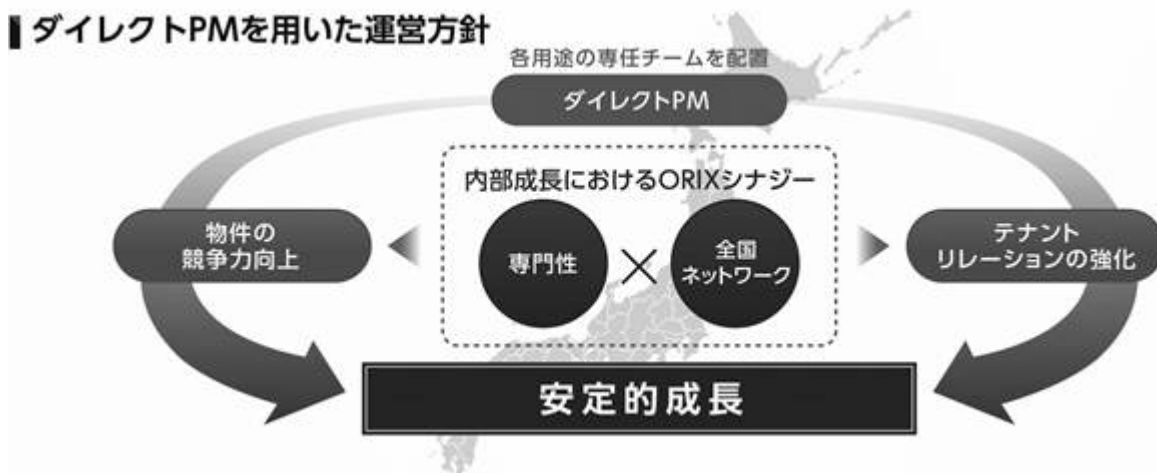 ダイレクトPMを用いた運営方針
各用途の専任チームを配置
ダイレクトPM
内部成長におけるORIXシナジー
物件の
競争力向上
専門性
×
全国
ネットワーク
テナント
リレーションの強化
安定的成長